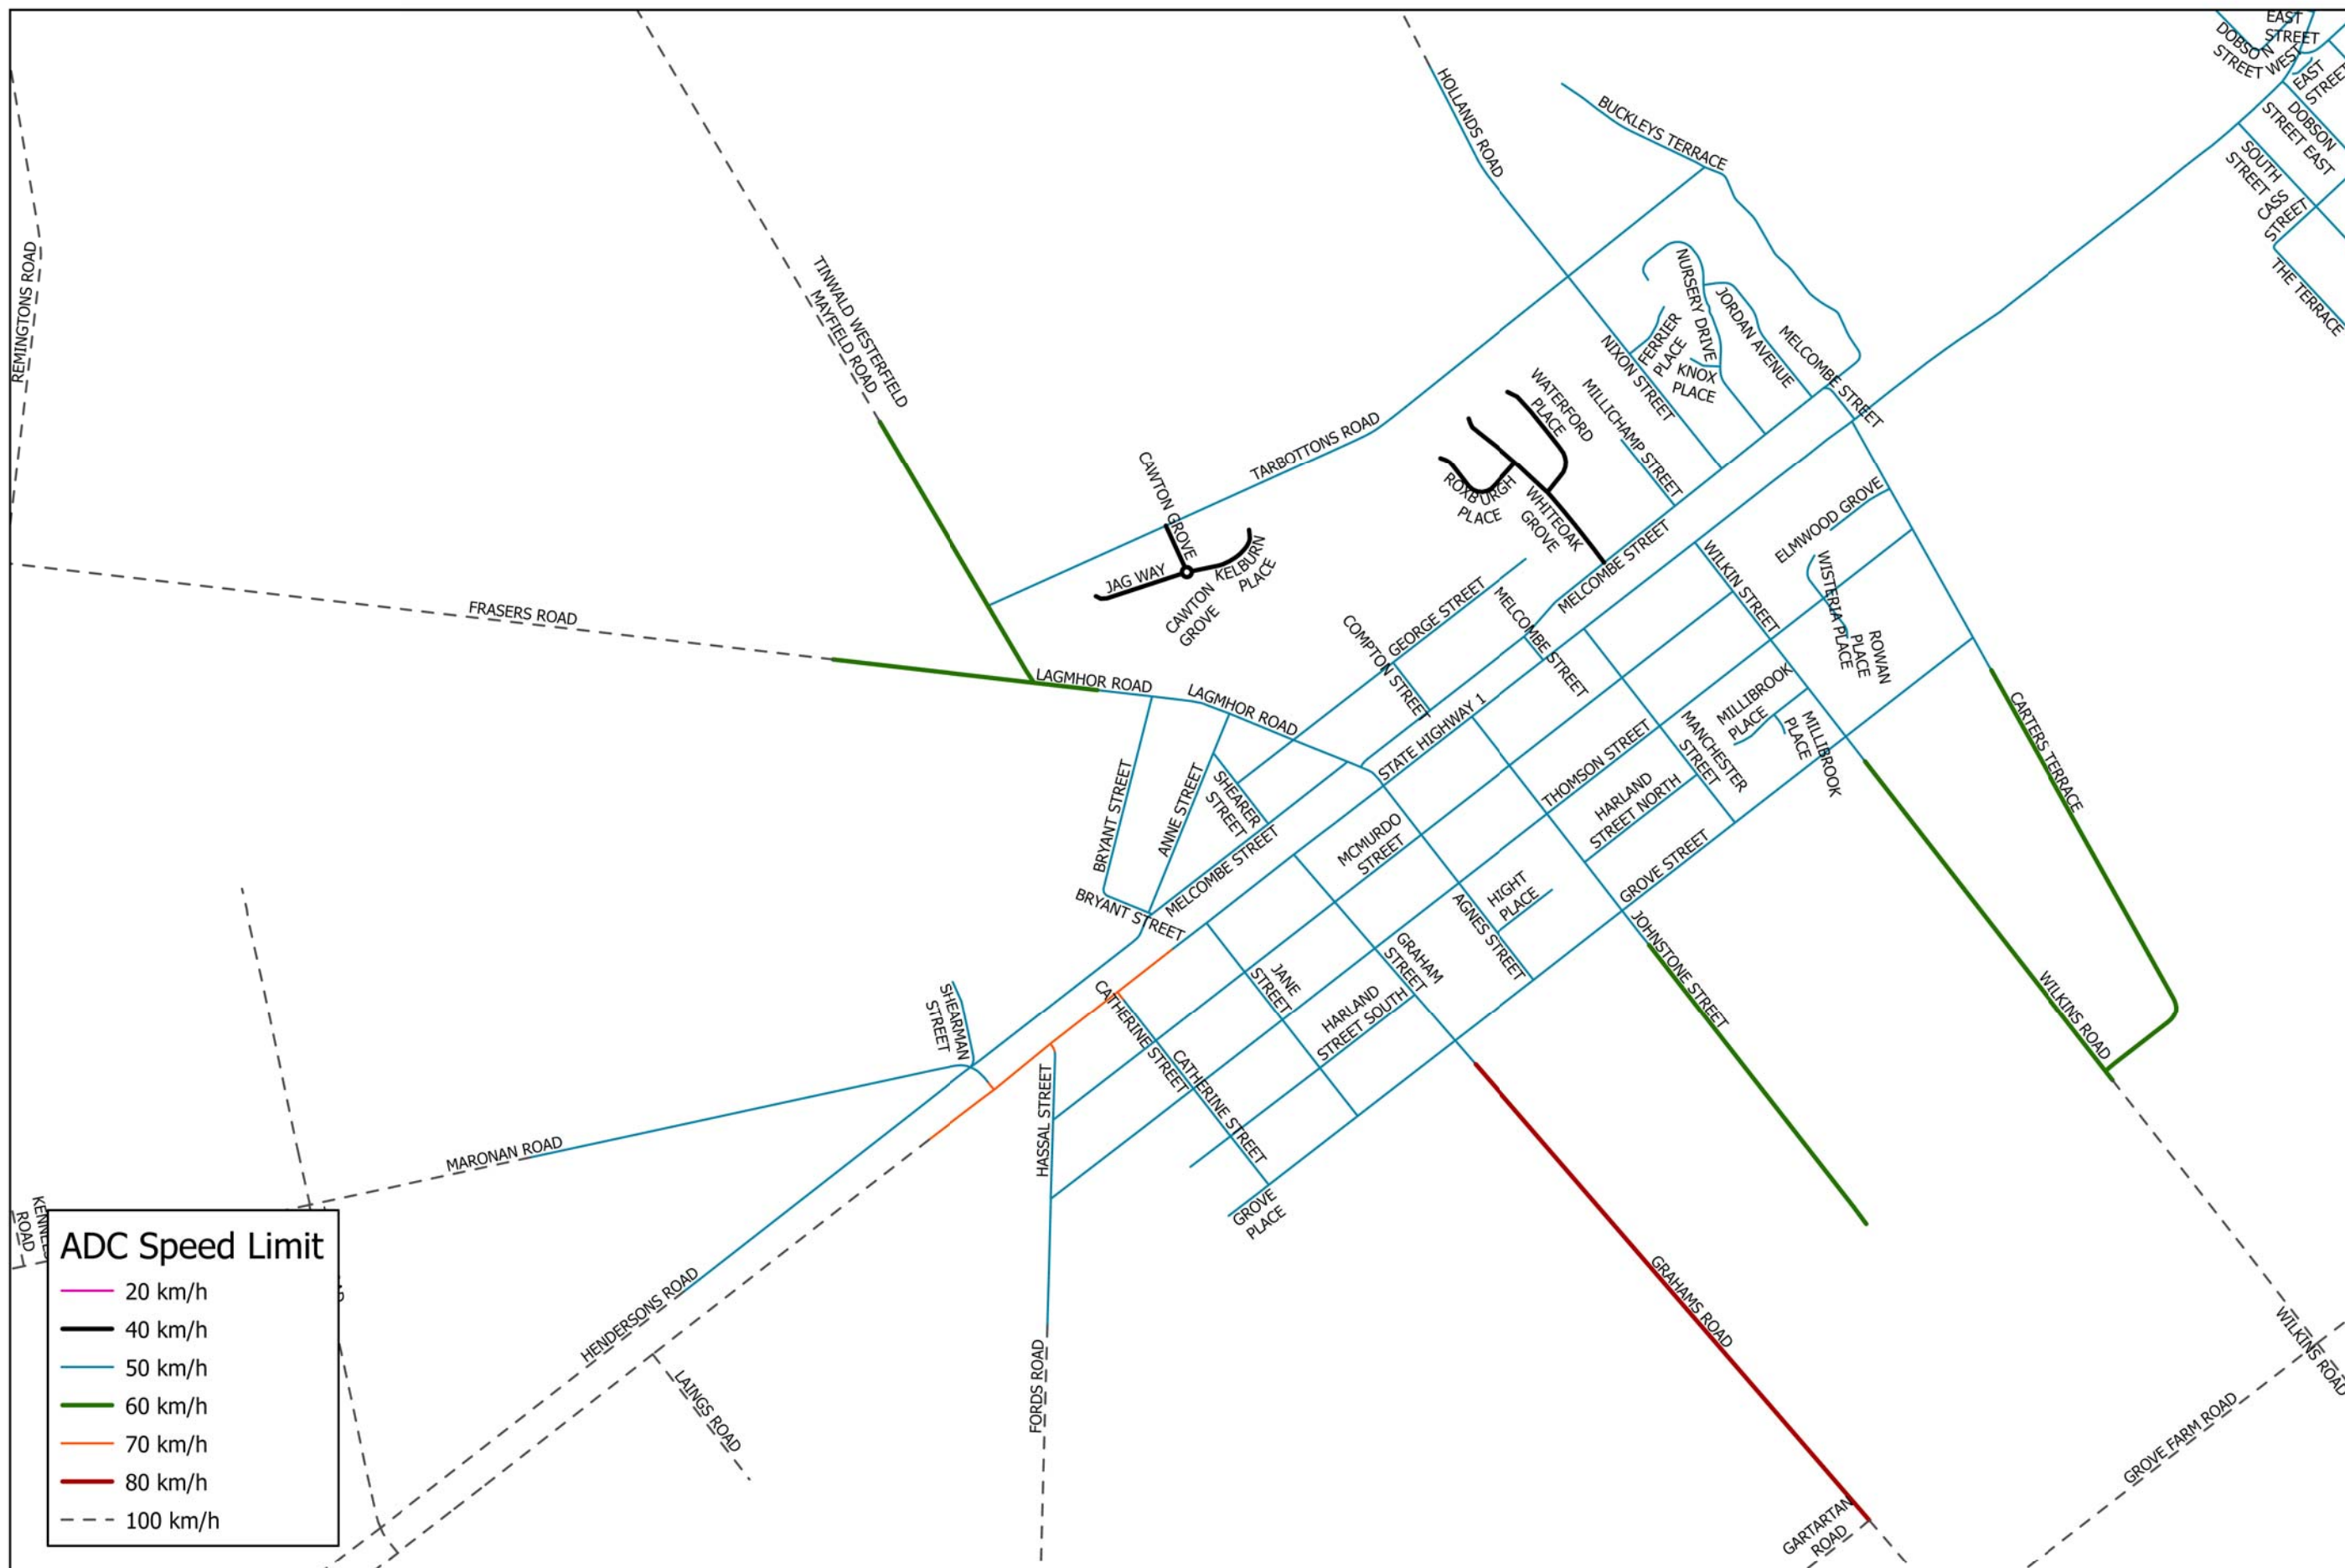 EAST
STREET
DOBSON
STREET
WEST
EAST
STREET
DOBSON
STREET EAST
SOUTH
STREET
CASS
STREET
THE TERRACE
HOLLANDS ROAD
BUCKLEYS TERRACE
REMINGTONS ROAD
TINWALD WESTERFIELD
MAYFIELD ROAD
NURSERY DRIVE
JORDAN AVENUE
FERRIER
PLACE
KNOX
PLACE
NIXON STREET
MELCOMBE STREET
WATERFORD
PLACE
MILLICHAMP STREET
TARBOTTONS ROAD
CAWTON GROVE
ROXBURGH
PLACE
WHITEOAK
GROVE
JAG WAY
KELBURN
PLACE
CAWTON
GROVE
ELMWOOD GROVE
MELCOMBE STREET
WILKIN STREET
WISTERIA PLACE
ROWAN
PLACE
FRASERS ROAD
GEORGE STREET
MELCOMBE STREET
COMPTON STREET
LAGMHOR ROAD
LAGMHOR ROAD
STATE HIGHWAY 1
MILLIBROOK
PLACE
MILLIBROOK
PLACE
MANCHESTER
STREET
CARTERS TERRACE
THOMSON STREET
HARLAND
STREET NORTH
BRYANT STREET
ANNE STREET
SHEARER
STREET
MELCOMBE STREET
MCMURDO
STREET
GROVE STREET
BRYANT STREET
HIGHT
PLACE
AGNES STREET
JOHNSTONE STREET
GRAHAM
STREET
JANE
STREET
HARLAND
STREET SOUTH
WILKINS ROAD
SHEARMAN
STREET
CATHERINE STREET
CATHERINE STREET
HASSAL STREET
MARONAN ROAD
GROVE
PLACE
ROAD
HENDERSONS ROAD
GRAHAMS ROAD
WILKINS ROAD
FORDS ROAD
LAINGS ROAD
GROVE FARM ROAD
GARTARTAN
ROAD
ADC Speed Limit
20 km/h
40 km/h
50 km/h
60 km/h
70 km/h
80 km/h
100 km/h